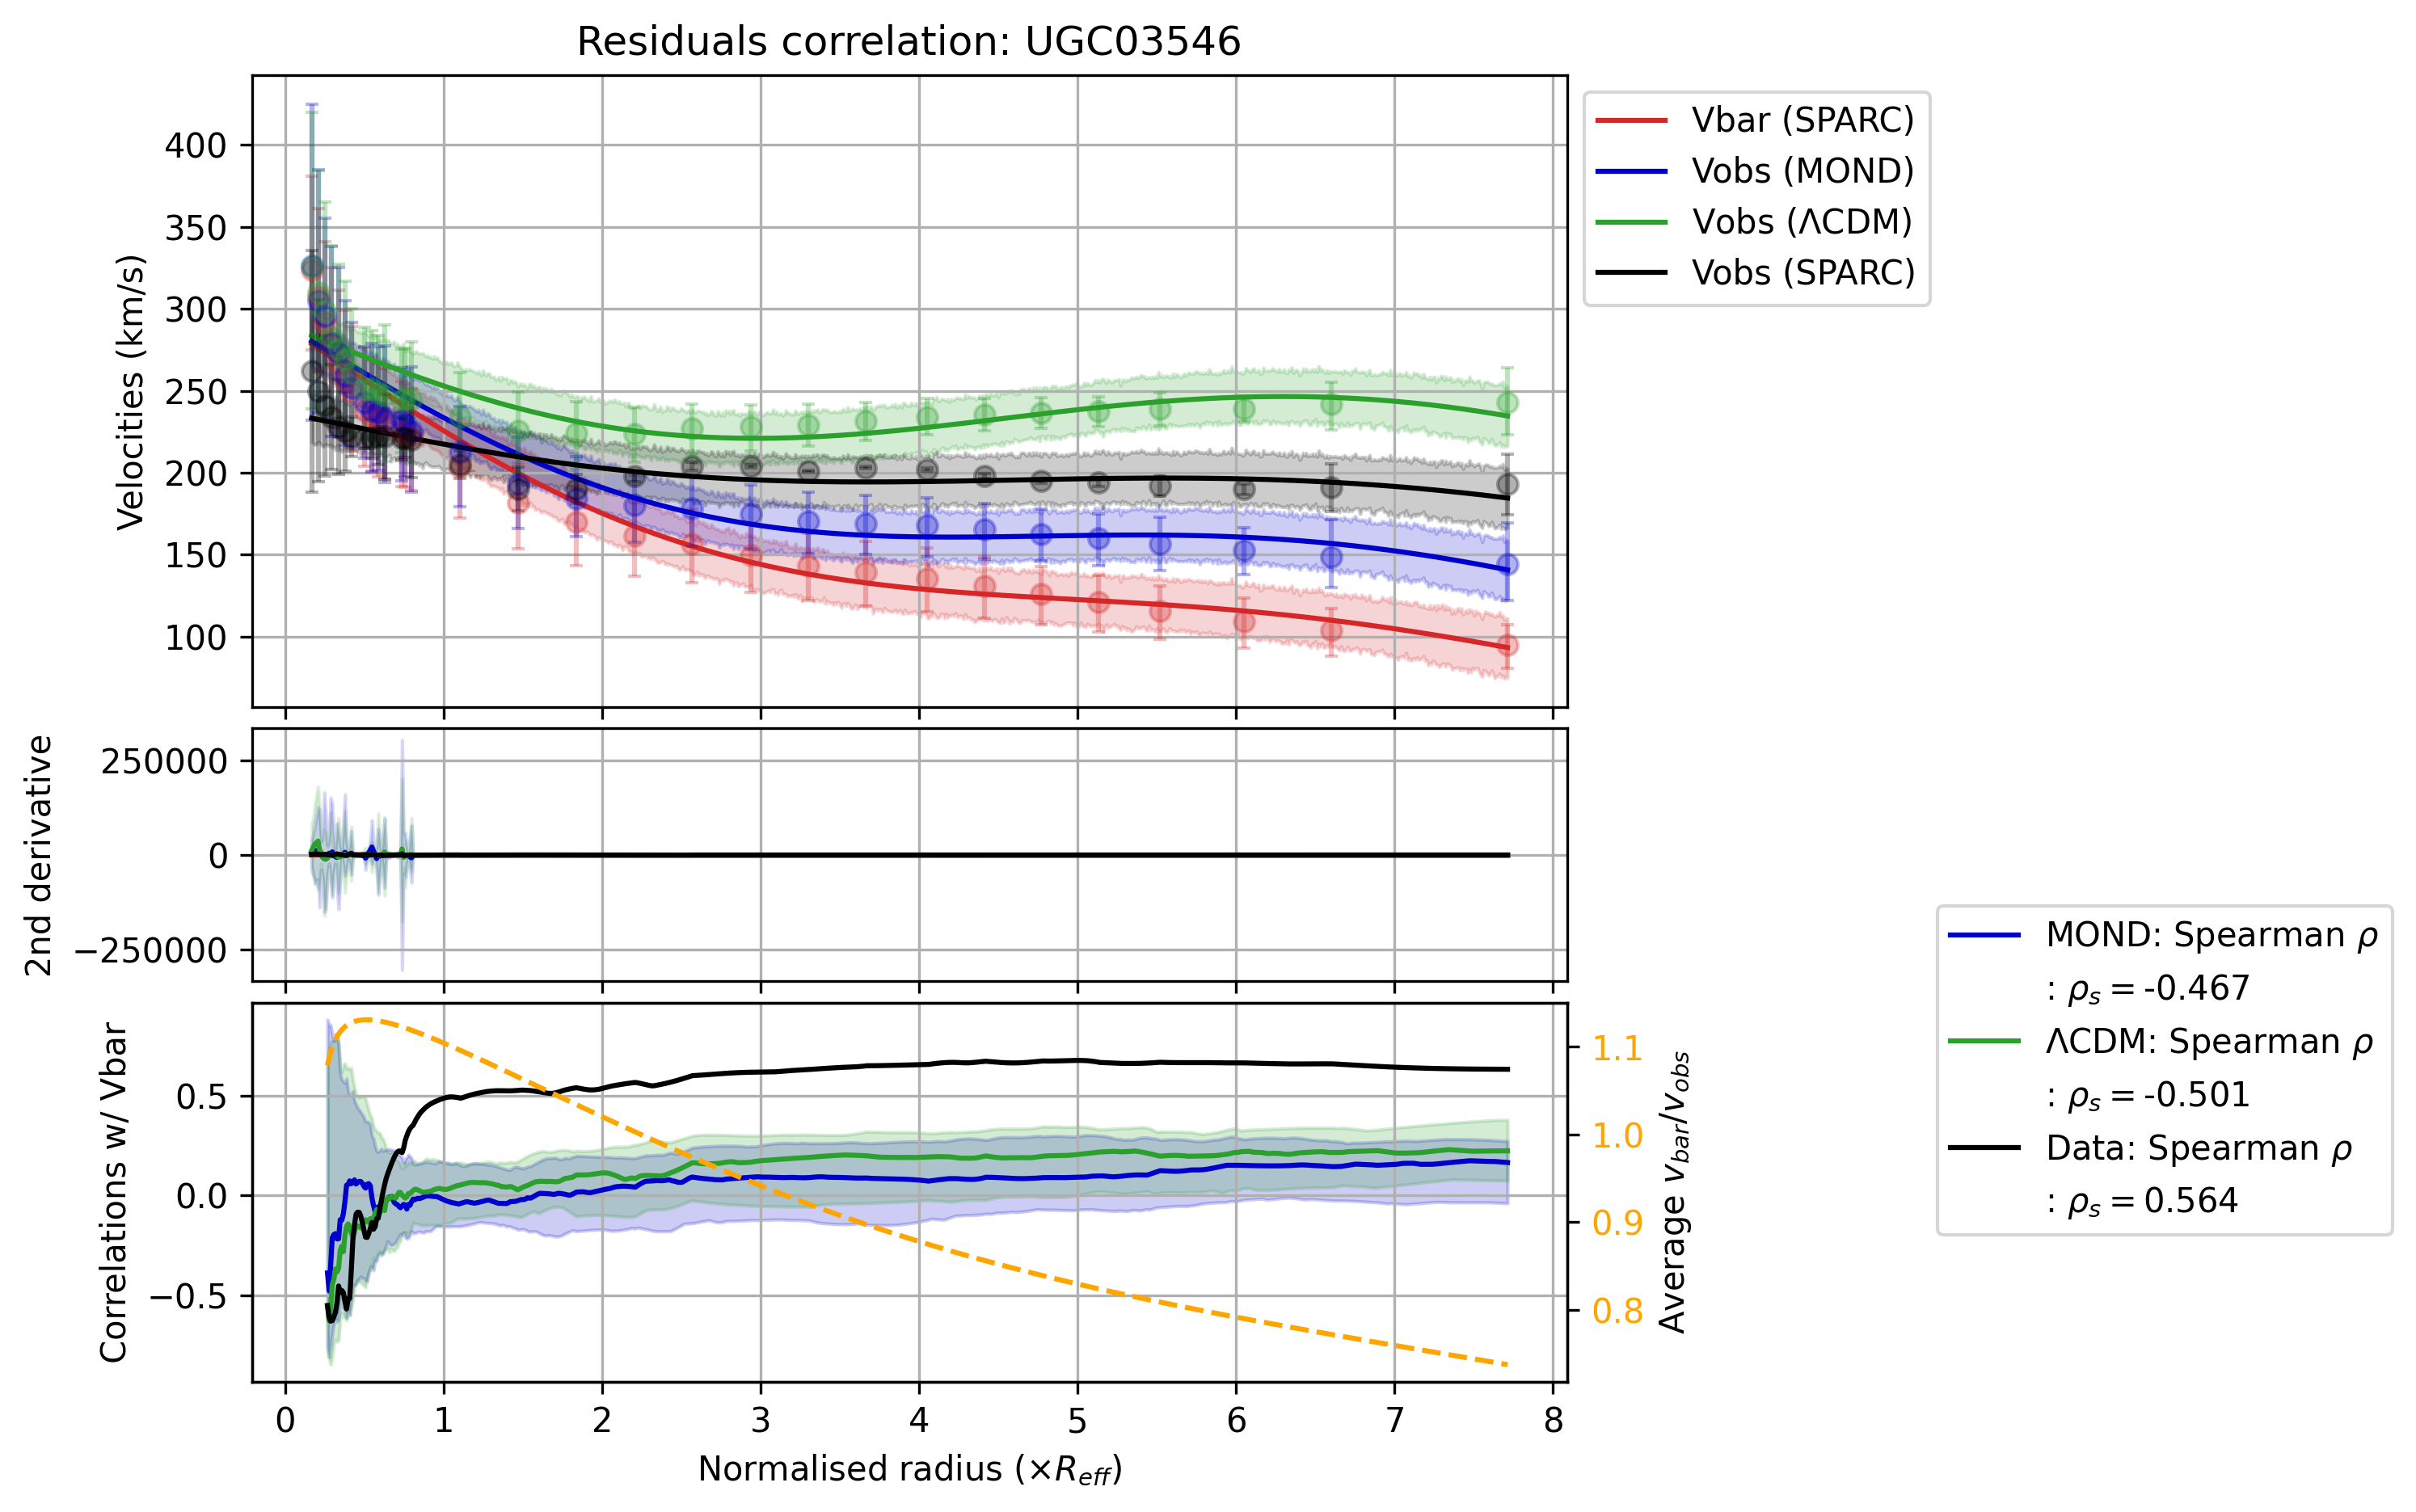 Residuals correlation: UGC03546
Velocities (km/s)
400
350
300
250
200
150
100
Vbar (SPARC)
Vobs (MOND)
Vobs (ΛCDM)
Vobs (SPARC)
2nd derivative
250000
0
−250000
Correlations w/ Vbar
0.5
0.0
−0.5
1.1
1.0
0.9
0.8
Average v_bar/v_obs
MOND: Spearman ρ
: ρ_s = -0.467
ΛCDM: Spearman ρ
: ρ_s = -0.501
Data: Spearman ρ
: ρ_s = 0.564
0 1 2 3 4 5 6 7 8
Normalised radius (×R_eff)